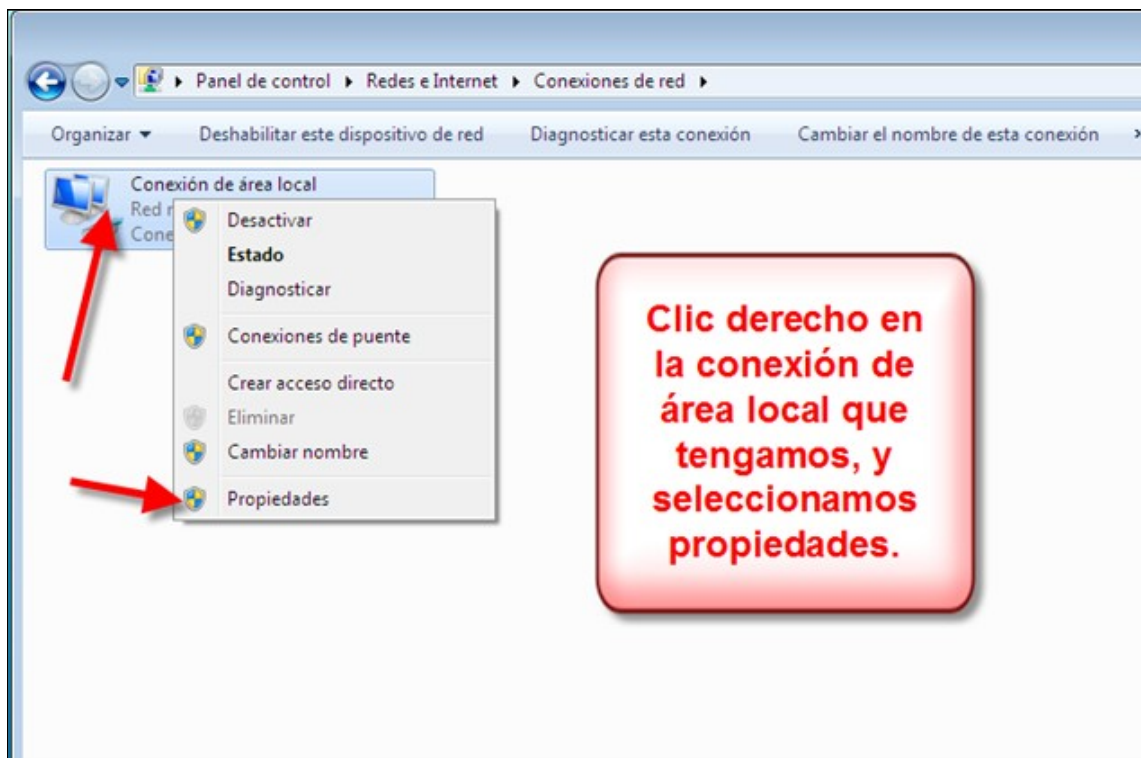 Panel de control ▸ Redes e Internet ▸ Conexiones de red ▸
Organizar Deshabilitar este dispositivo de red Diagnosticar esta conexión Cambiar el nombre de esta conexión »
Conexión de área local
Red
Cone
Desactivar
Estado
Diagnosticar
Conexiones de puente
Crear acceso directo
Eliminar
Cambiar nombre
Propiedades
Clic derecho en
la conexión de
área local que
tengamos, y
seleccionamos
propiedades.